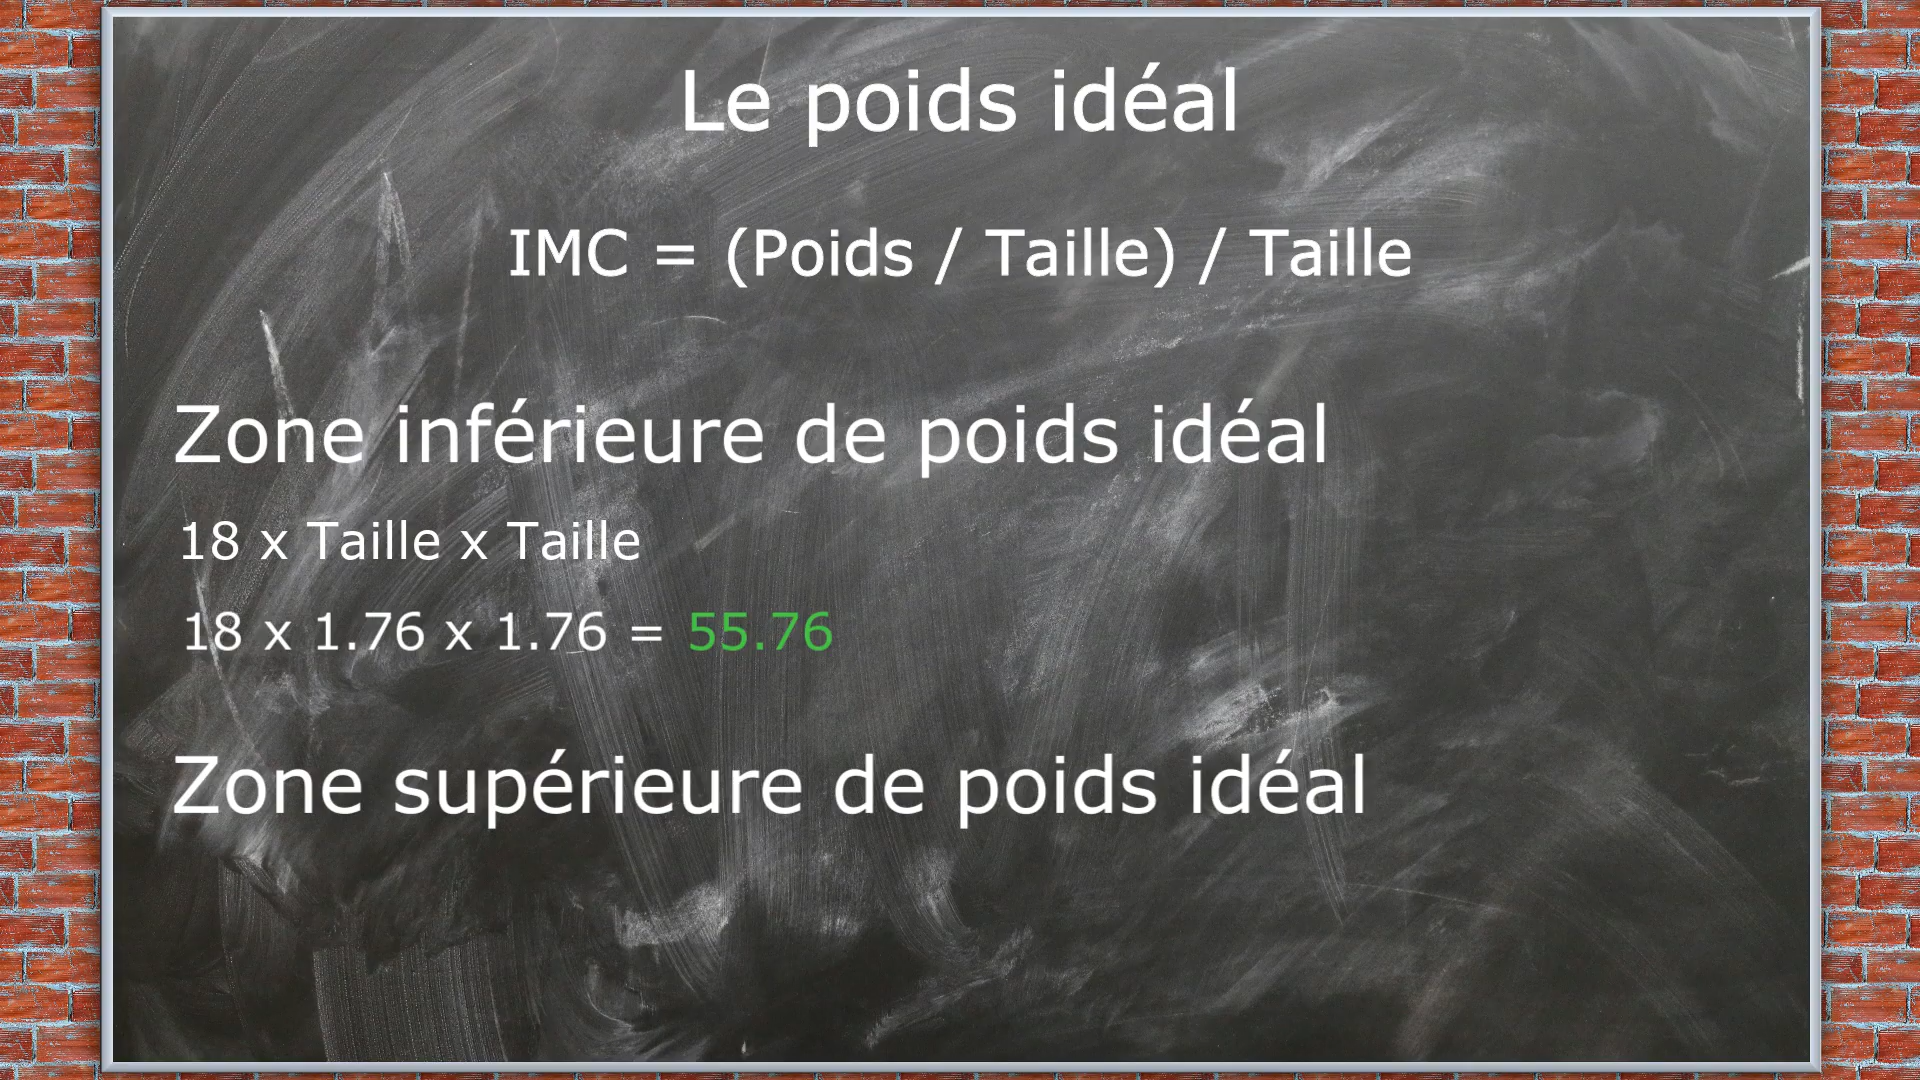 Le poids idéal
IMC = (Poids / Taille) / Taille
Zone inférieure de poids idéal
18 x Taille x Taille
18 x 1.76 x 1.76 = 55.76
Zone supérieure de poids idéal